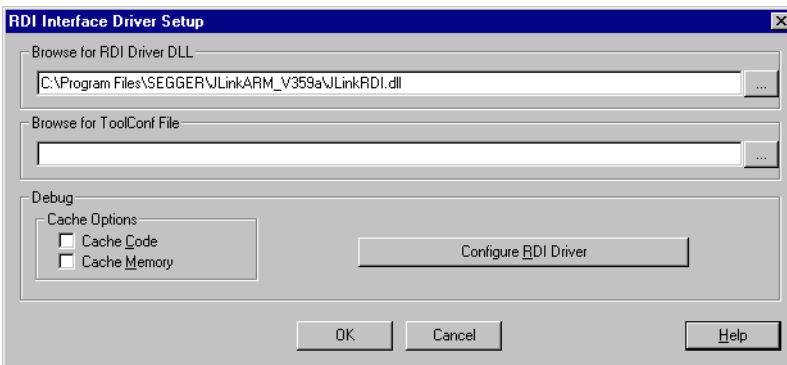 RDI Interface Driver Setup
Browse for RDI Driver DLL
C:\Program Files\SEGGER\JLinkARM_V359a\JLinkRDI.dll
...
Browse for ToolConf File
...
Debug
Cache Options
Cache Code
Cache Memory
Configure RDI Driver
OK
Cancel
Help